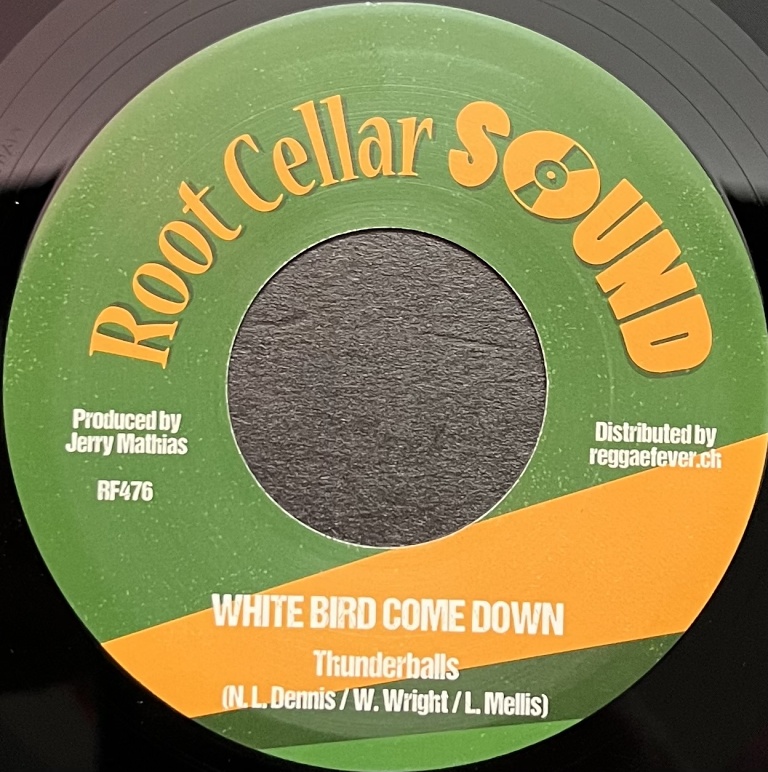 Root Cellar SOUND
Produced by
Jerry Mathias
RF476
Distributed by
reggaefever.ch
WHITE BIRD COME DOWN
Thunderballs
(N. L. Dennis / W. Wright / L. Mellis)